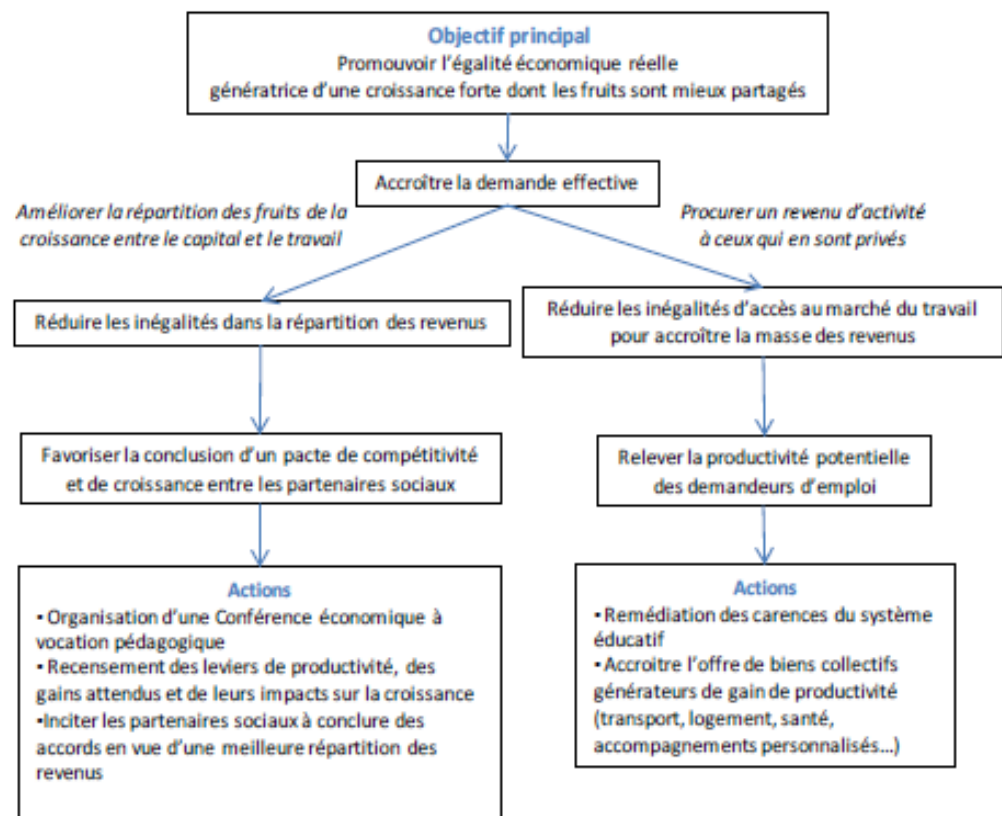 Objectif principal
Promouvoir l'égalité économique réelle
génératrice d'une croissance forte dont les fruits sont mieux partagés
Accroître la demande effective
Améliorer la répartition des fruits de la
croissance entre le capital et le travail
Procurer un revenu d'activité
à ceux qui en sont privés
Réduire les inégalités dans la répartition des revenus
Réduire les inégalités d'accès au marché du travail
pour accroître la masse des revenus
Favoriser la conclusion d'un pacte de compétitivité
et de croissance entre les partenaires sociaux
Relever la productivité potentielle
des demandeurs d'emploi
Actions
▪ Organisation d'une Conférence économique à
vocation pédagogique
▪ Recensement des leviers de productivité, des
gains attendus et de leurs impacts sur la croissance
▪Inciter les partenaires sociaux à conclure des
accords en vue d'une meilleure répartition des
revenus
Actions
▪ Remédiation des carences du système
éducatif
▪ Accroitre l'offre de biens collectifs
générateurs de gain de productivité
(transport, logement, santé,
accompagnements personnalisés...)